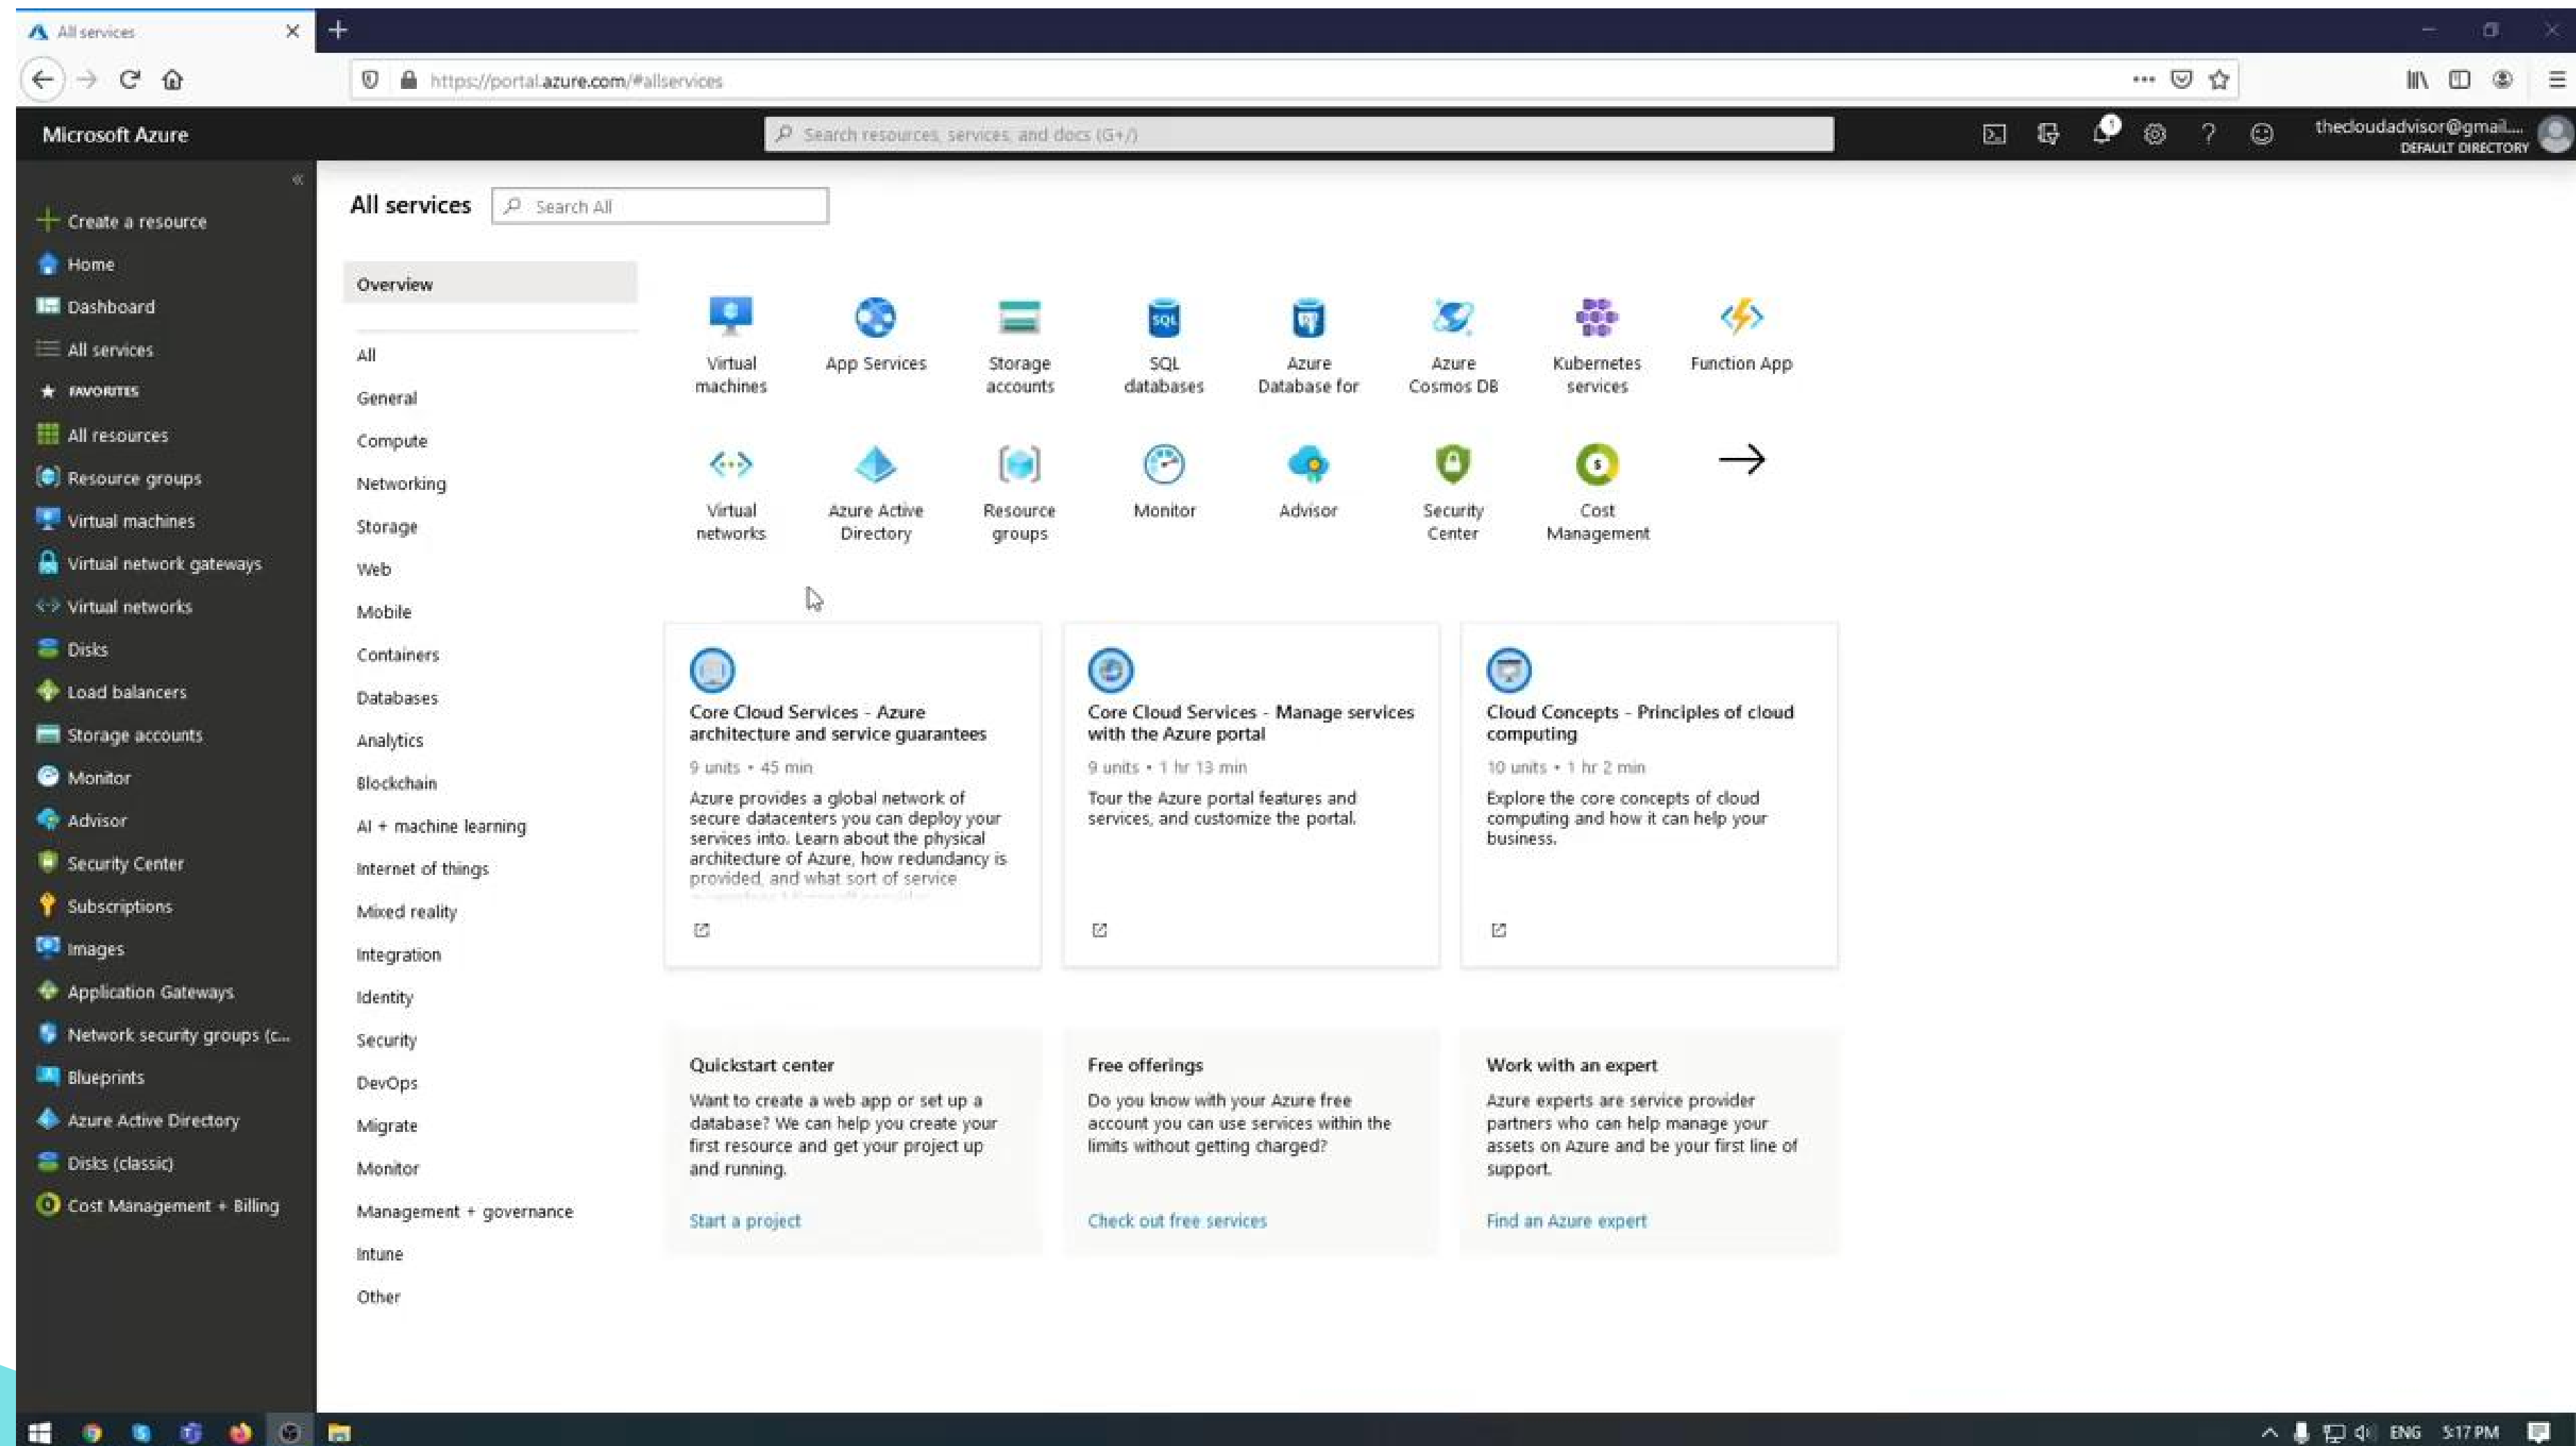 All services
https://portal.azure.com/#allservices
Microsoft Azure
Search resources, services, and docs (G+/)
1
thecloudadvisor@gmail....
DEFAULT DIRECTORY
«
Create a resource
Home
Dashboard
All services
FAVORITES
All resources
Resource groups
Virtual machines
Virtual network gateways
Virtual networks
Disks
Load balancers
Storage accounts
Monitor
Advisor
Security Center
Subscriptions
Images
Application Gateways
Network security groups (c...
Blueprints
Azure Active Directory
Disks (classic)
Cost Management + Billing
All services
Search All
Overview
All
General
Compute
Networking
Storage
Web
Mobile
Containers
Databases
Analytics
Blockchain
AI + machine learning
Internet of things
Mixed reality
Integration
Identity
Security
DevOps
Migrate
Monitor
Management + governance
Intune
Other
Virtual
machines
App Services
Storage
accounts
SQL
SQL
databases
Azure
Database for
Azure
Cosmos DB
Kubernetes
services
Function App
Virtual
networks
Azure Active
Directory
Resource
groups
Monitor
Advisor
Security
Center
$
Cost
Management
Core Cloud Services - Azure
architecture and service guarantees
9 units • 45 min
Azure provides a global network of
secure datacenters you can deploy your
services into. Learn about the physical
architecture of Azure, how redundancy is
provided, and what sort of service
Core Cloud Services - Manage services
with the Azure portal
9 units • 1 hr 13 min
Tour the Azure portal features and
services, and customize the portal.
Cloud Concepts - Principles of cloud
computing
10 units • 1 hr 2 min
Explore the core concepts of cloud
computing and how it can help your
business.
Quickstart center
Want to create a web app or set up a
database? We can help you create your
first resource and get your project up
and running.
Start a project
Free offerings
Do you know with your Azure free
account you can use services within the
limits without getting charged?
Check out free services
Work with an expert
Azure experts are service provider
partners who can help manage your
assets on Azure and be your first line of
support.
Find an Azure expert
ENG
5:17 PM